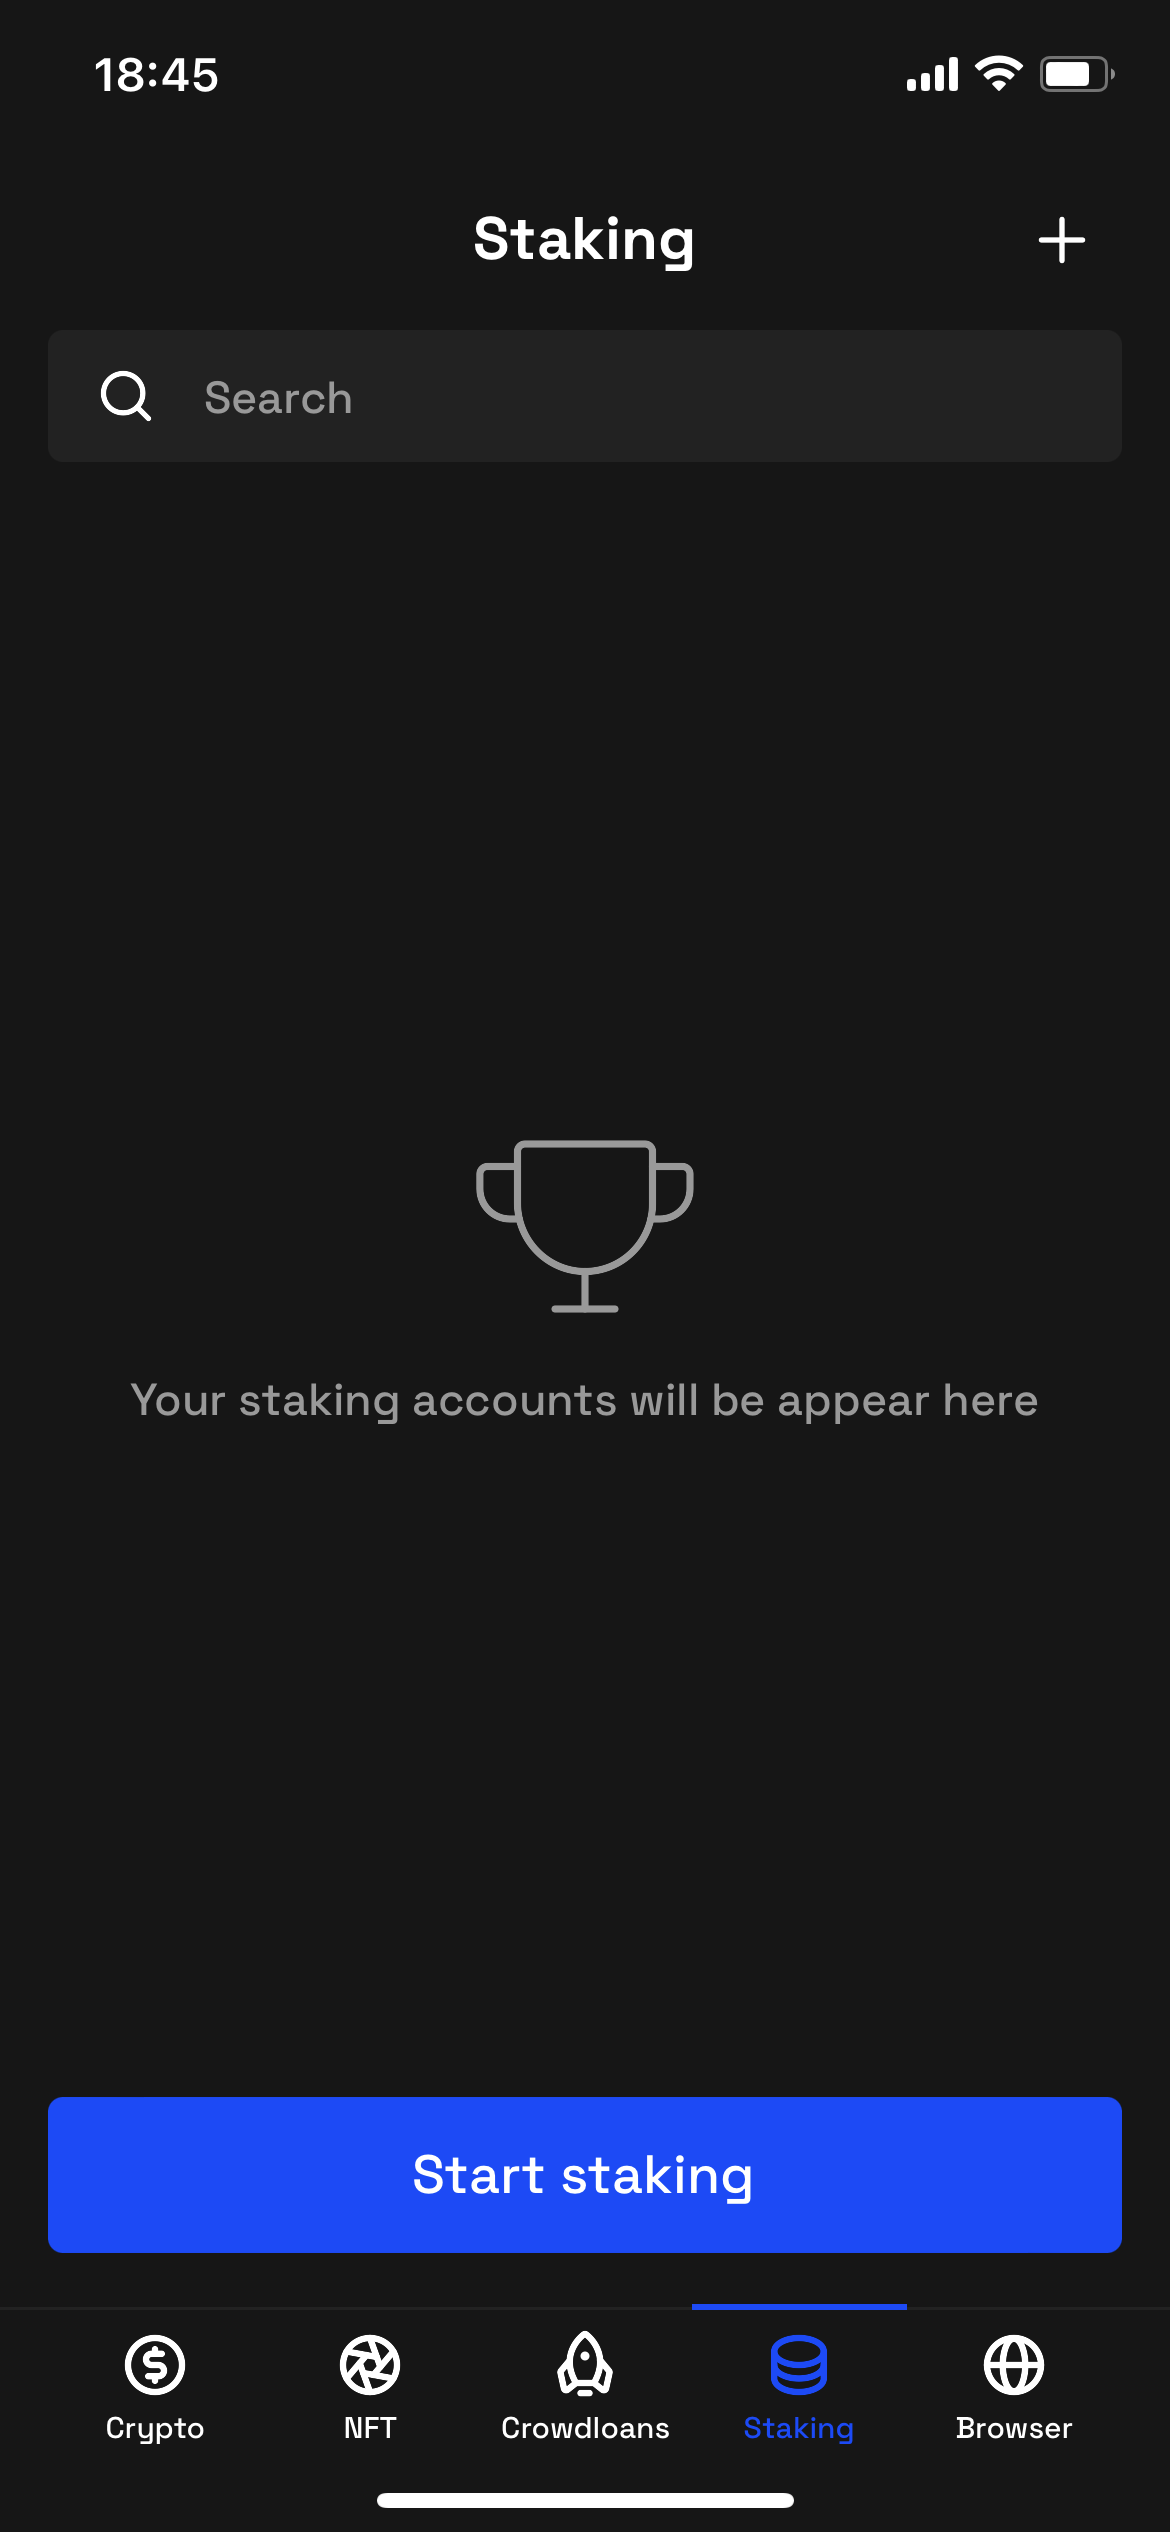 18:45
Staking
Search
Your staking accounts will be appear here
Start staking
Crypto
NFT
Crowdloans
Staking
Browser